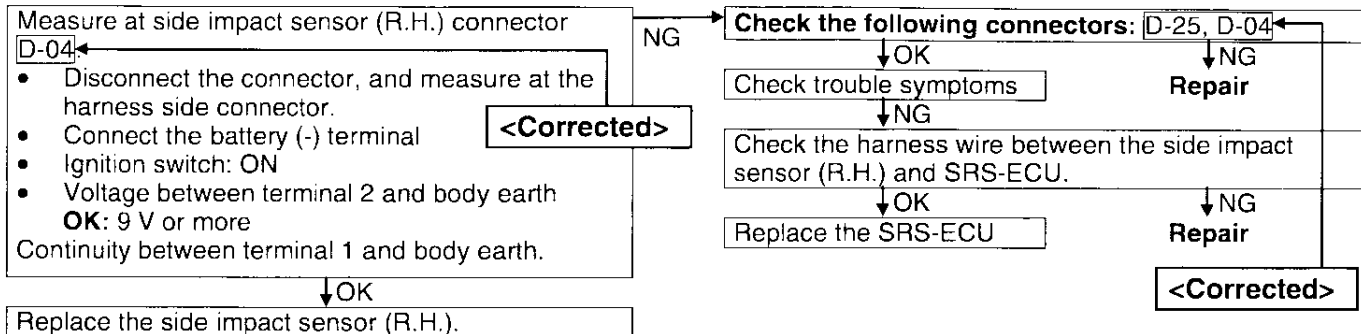 Measure at side impact sensor (R.H.) connector
D-04.
• Disconnect the connector, and measure at the
harness side connector.
• Connect the battery (-) terminal
• Ignition switch: ON
• Voltage between terminal 2 and body earth
OK: 9 V or more
Continuity between terminal 1 and body earth.
<Corrected>
OK
Replace the side impact sensor (R.H.).
NG
Check the following connectors: D-25, D-04
OK
NG
Check trouble symptoms
Repair
NG
Check the harness wire between the side impact
sensor (R.H.) and SRS-ECU.
OK
NG
Replace the SRS-ECU
Repair
<Corrected>